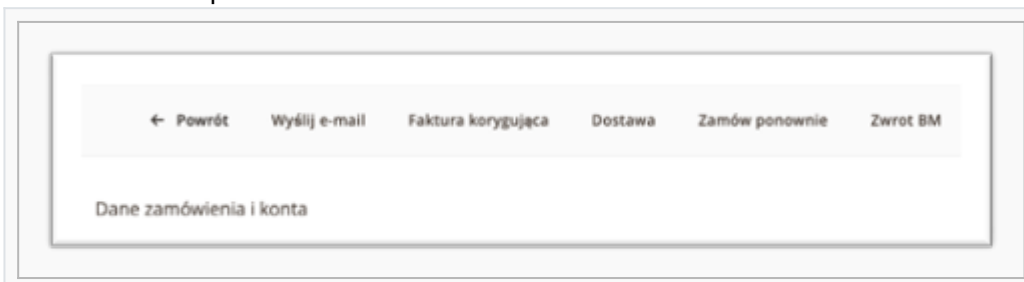 ← Powrót Wyślij e-mail Faktura korygująca Dostawa Zamów ponownie Zwrot BM
Dane zamówienia i konta